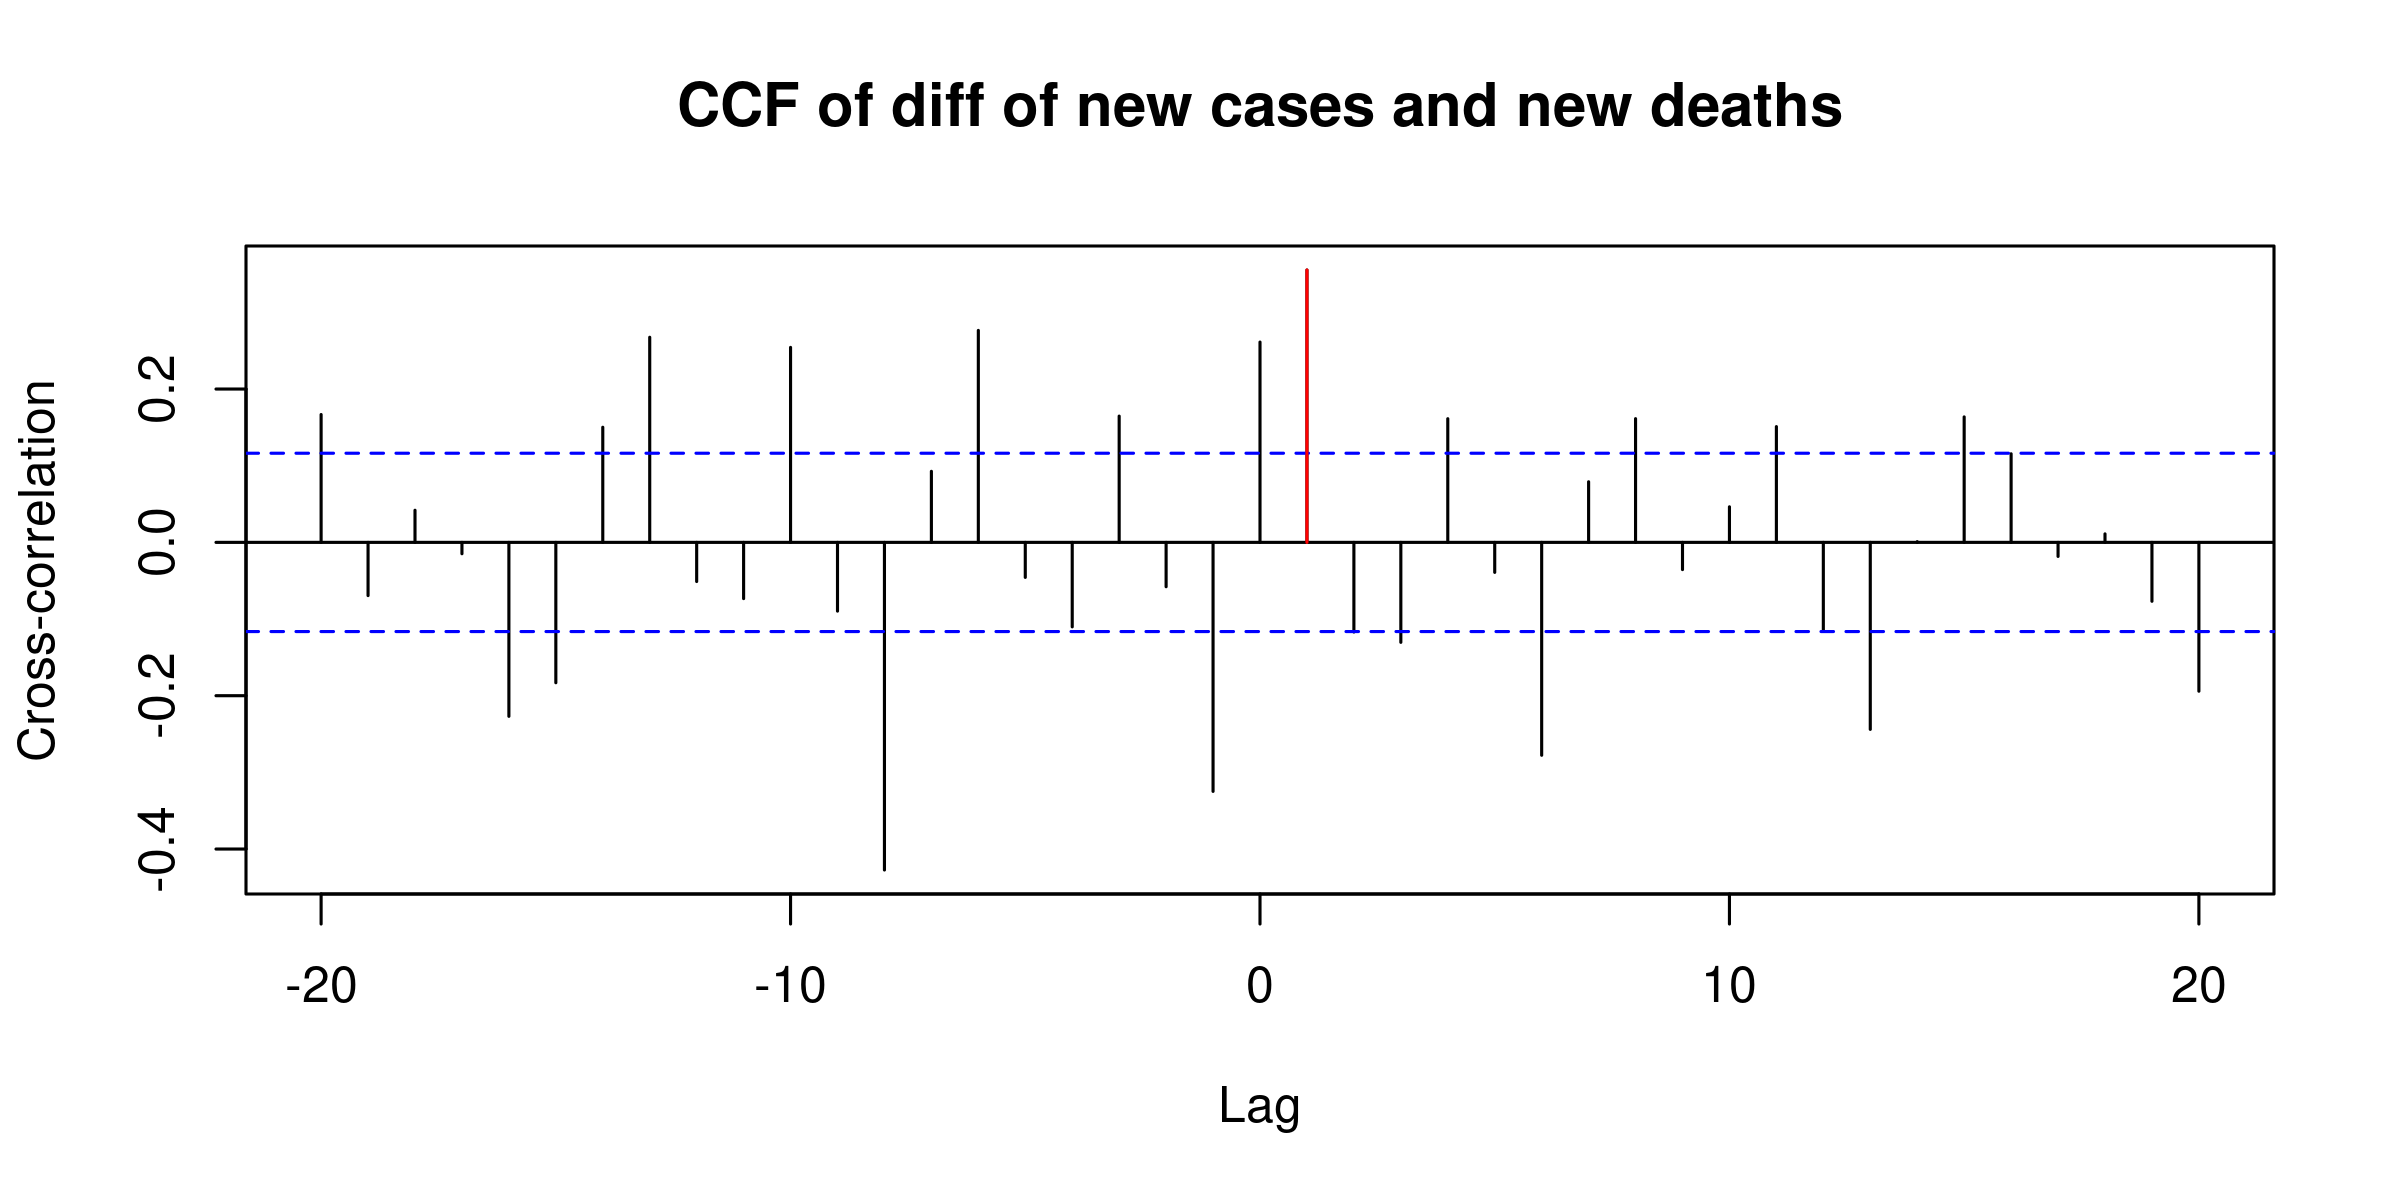 CCF of diff of new cases and new deaths
Cross-correlation
0.2
0.0
-0.2
-0.4
-20 -10 0 10 20
Lag